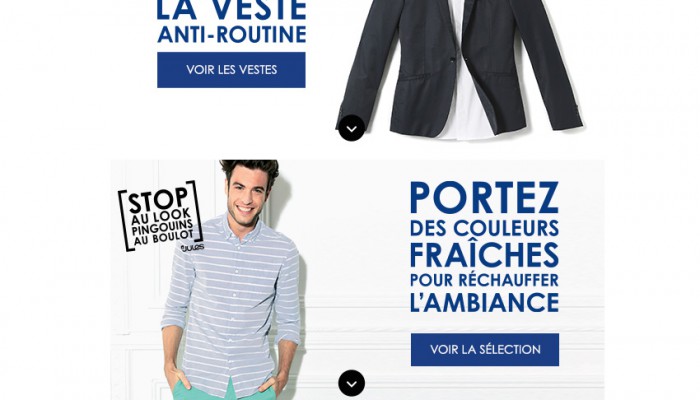 LA VESTE
ANTI-ROUTINE
VOIR LES VESTES
STOP
AU LOOK
PINGOUINS
AU BOULOT
JULES
PORTEZ
DES COULEURS
FRAÎCHES
POUR RÉCHAUFFER
L'AMBIANCE
VOIR LA SÉLECTION